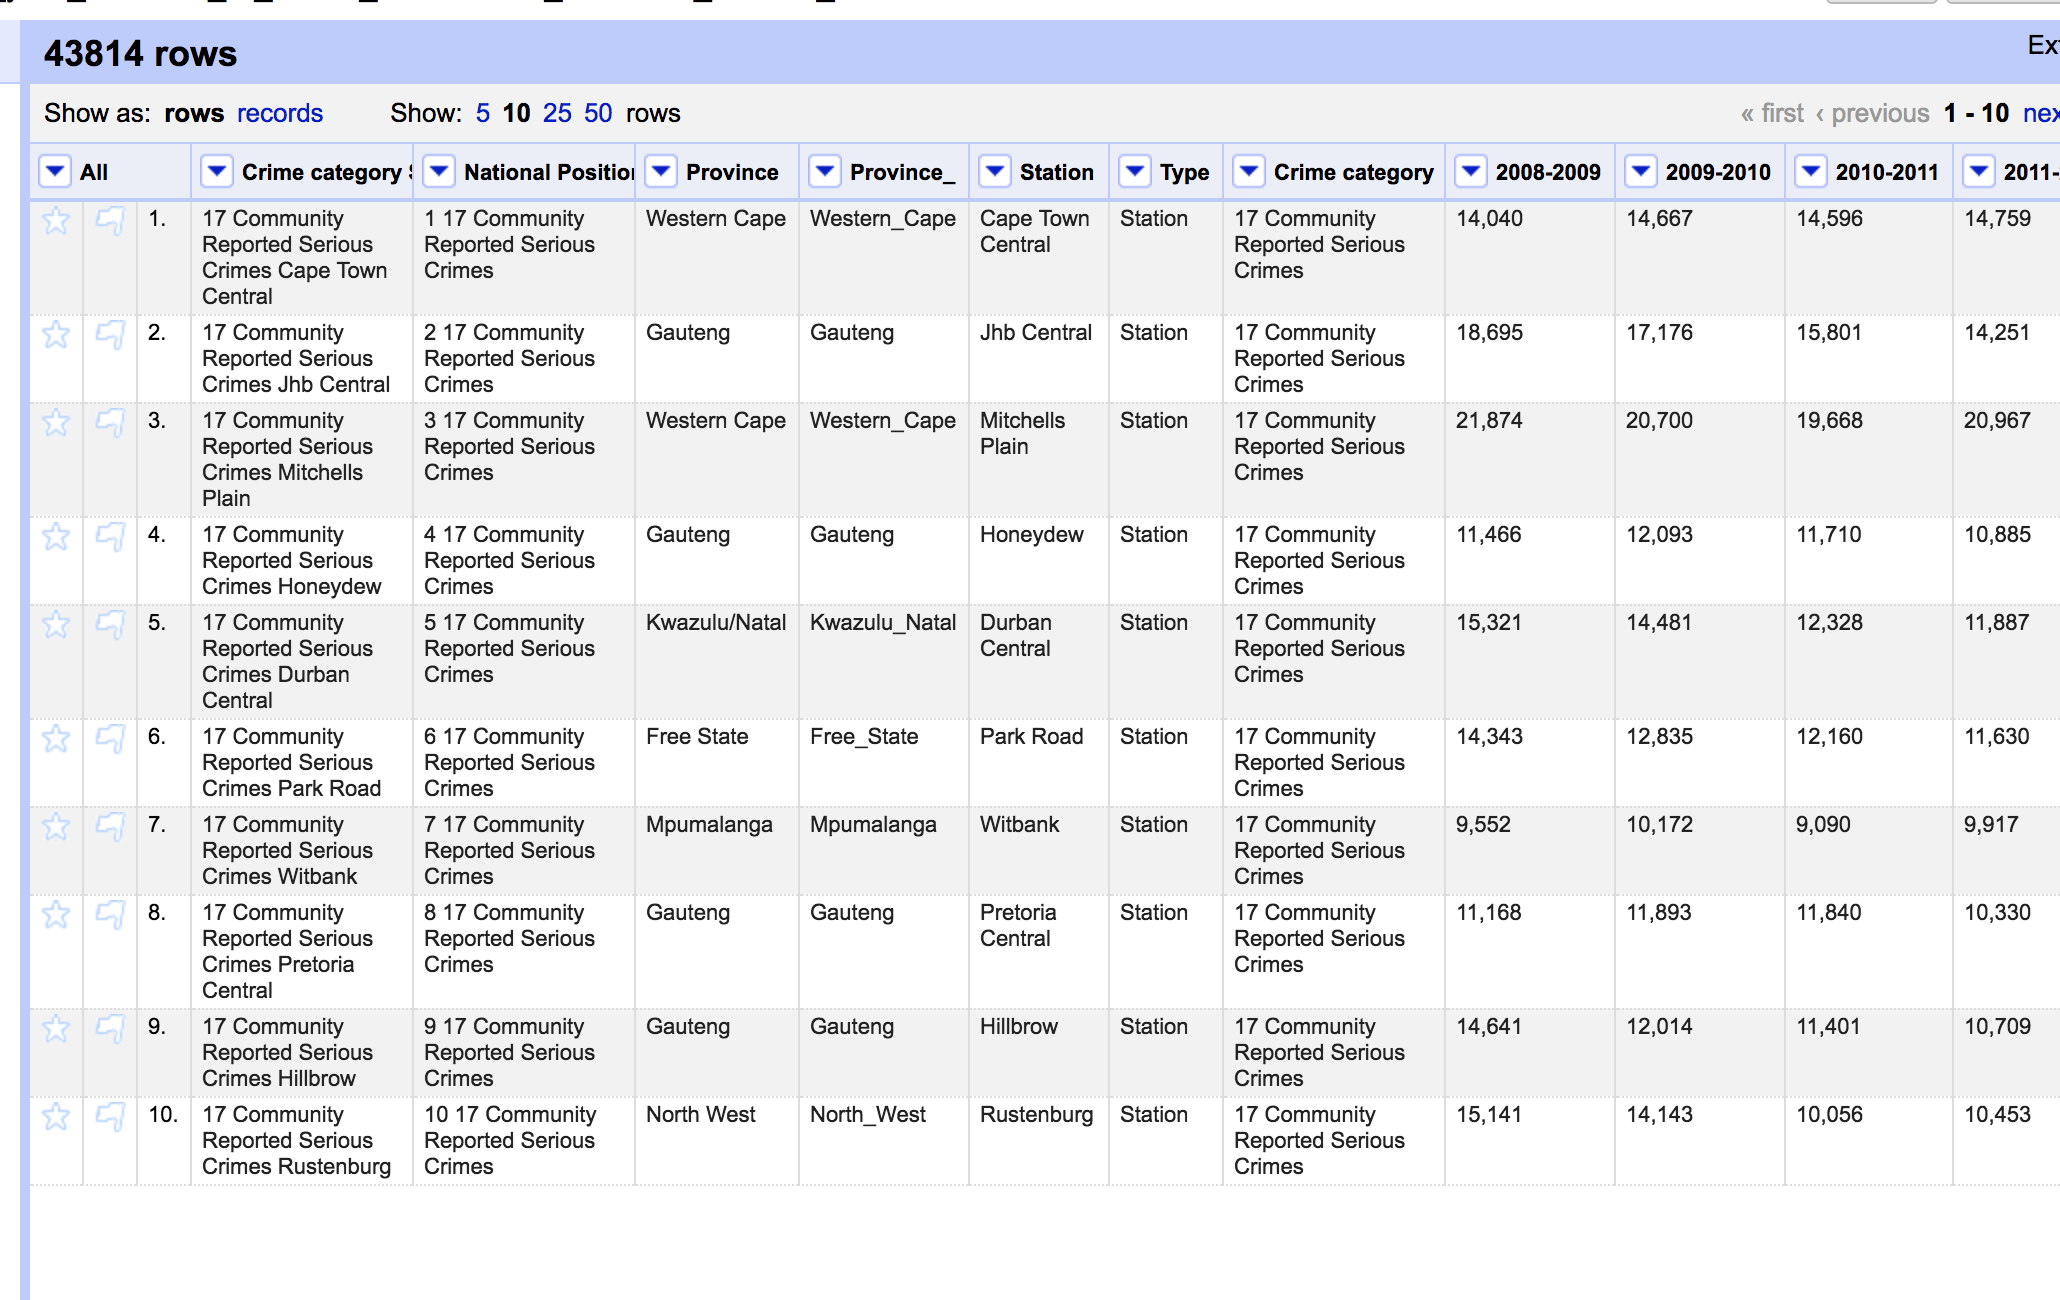 43814 rows
Ext
Show as: rows records Show: 5 10 25 50 rows « first ‹ previous 1 - 10 nex
All Crime category National Position Province Province_ Station Type Crime category 2008-2009 2009-2010 2010-2011 2011-
1. 17 Community Reported Serious Crimes Cape Town Central 1 17 Community Reported Serious Crimes Western Cape Western_Cape Cape Town Central Station 17 Community Reported Serious Crimes 14,040 14,667 14,596 14,759
2. 17 Community Reported Serious Crimes Jhb Central 2 17 Community Reported Serious Crimes Gauteng Gauteng Jhb Central Station 17 Community Reported Serious Crimes 18,695 17,176 15,801 14,251
3. 17 Community Reported Serious Crimes Mitchells Plain 3 17 Community Reported Serious Crimes Western Cape Western_Cape Mitchells Plain Station 17 Community Reported Serious Crimes 21,874 20,700 19,668 20,967
4. 17 Community Reported Serious Crimes Honeydew 4 17 Community Reported Serious Crimes Gauteng Gauteng Honeydew Station 17 Community Reported Serious Crimes 11,466 12,093 11,710 10,885
5. 17 Community Reported Serious Crimes Durban Central 5 17 Community Reported Serious Crimes Kwazulu/Natal Kwazulu_Natal Durban Central Station 17 Community Reported Serious Crimes 15,321 14,481 12,328 11,887
6. 17 Community Reported Serious Crimes Park Road 6 17 Community Reported Serious Crimes Free State Free_State Park Road Station 17 Community Reported Serious Crimes 14,343 12,835 12,160 11,630
7. 17 Community Reported Serious Crimes Witbank 7 17 Community Reported Serious Crimes Mpumalanga Mpumalanga Witbank Station 17 Community Reported Serious Crimes 9,552 10,172 9,090 9,917
8. 17 Community Reported Serious Crimes Pretoria Central 8 17 Community Reported Serious Crimes Gauteng Gauteng Pretoria Central Station 17 Community Reported Serious Crimes 11,168 11,893 11,840 10,330
9. 17 Community Reported Serious Crimes Hillbrow 9 17 Community Reported Serious Crimes Gauteng Gauteng Hillbrow Station 17 Community Reported Serious Crimes 14,641 12,014 11,401 10,709
10. 17 Community Reported Serious Crimes Rustenburg 10 17 Community Reported Serious Crimes North West North_West Rustenburg Station 17 Community Reported Serious Crimes 15,141 14,143 10,056 10,453